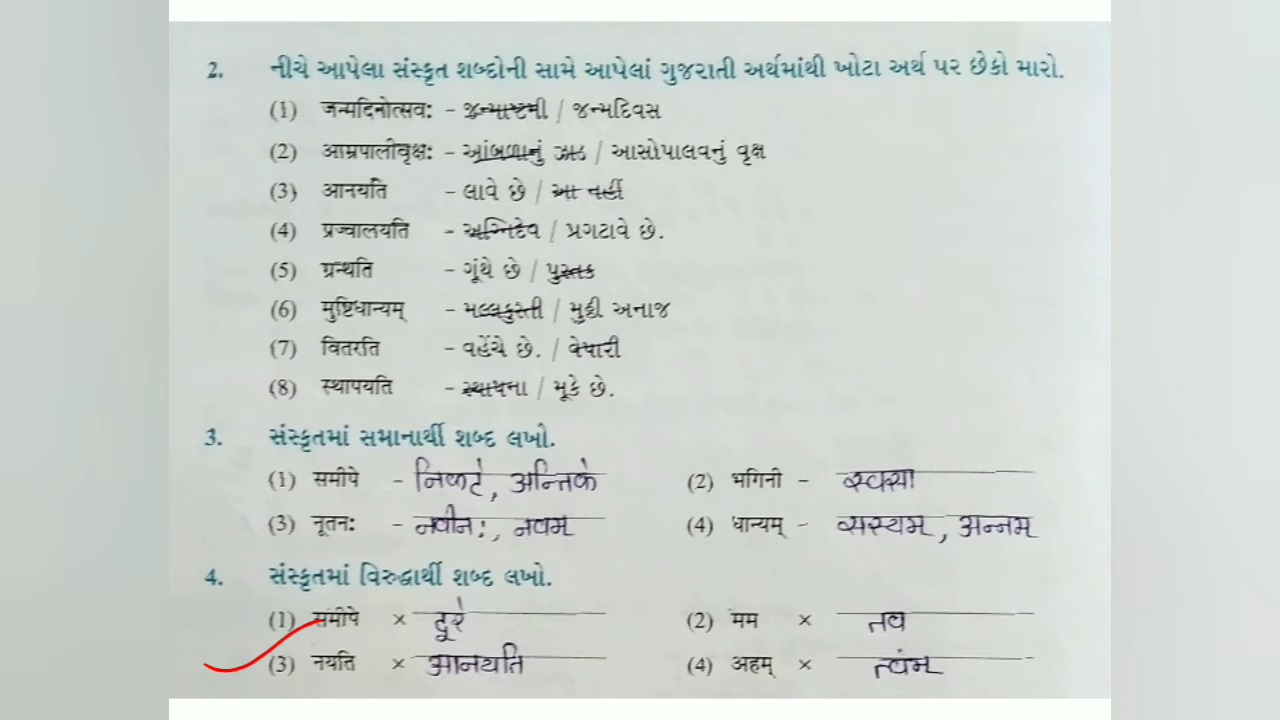 2. નીચે આપેલા સંસ્કૃત શબ્દોની સામે આપેલાં ગુજરાતી અર્થમાંથી ખોટા અર્થ પર છેકો મારો.
(1) जन्मदिनोत्सवः - જન્માષ્ટમી / જન્મદિવસ
(2) आम्रपालीवृक्षः - આંબળાનું ઝાડ / આસોપાલવનું વૃક્ષ
(3) आनयति - લાવે છે / આ નહીં
(4) प्रज्वालयति - અગ્નિદેવ / પ્રગટાવે છે.
(5) ग्रन्थति - ગૂંથે છે / પુસ્તક
(6) मुष्टिधान्यम् - મલ્લકુસ્તી / મુઠ્ઠી અનાજ
(7) वितरति - વહેંચે છે. / વેપારી
(8) स्थापयति - સ્થાપના / મૂકે છે.
3. સંસ્કૃતમાં સમાનાર્થી શબ્દ લખો.
(1) समीपे - निकटे, अन्तिके (2) भगिनी - स्वसा
(3) नूतनः - नवीनः, नवम (4) धान्यम् - सस्यम्, अन्नम्
4. સંસ્કૃતમાં વિરુદ્ધાર્થી શબ્દ લખો.
(1) समीपे × दूरे (2) मम × तव
(3) नयति × आनयति (4) अहम् × त्वंम